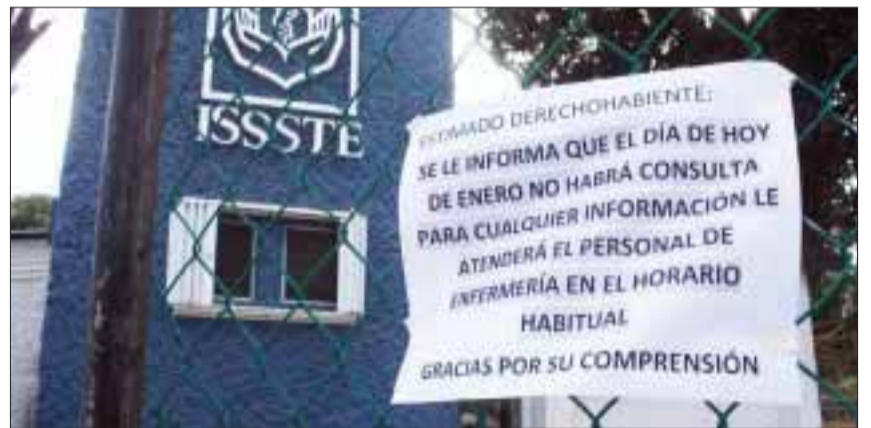 ISSSTE
ESTIMADO DERECHOHABIENTE:
SE LE INFORMA QUE EL DÍA DE HOY
DE ENERO NO HABRÁ CONSULTA
PARA CUALQUIER INFORMACIÓN LE
ATENDERÁ EL PERSONAL DE
ENFERMERÍA EN EL HORARIO
HABITUAL
GRACIAS POR SU COMPRENSIÓN